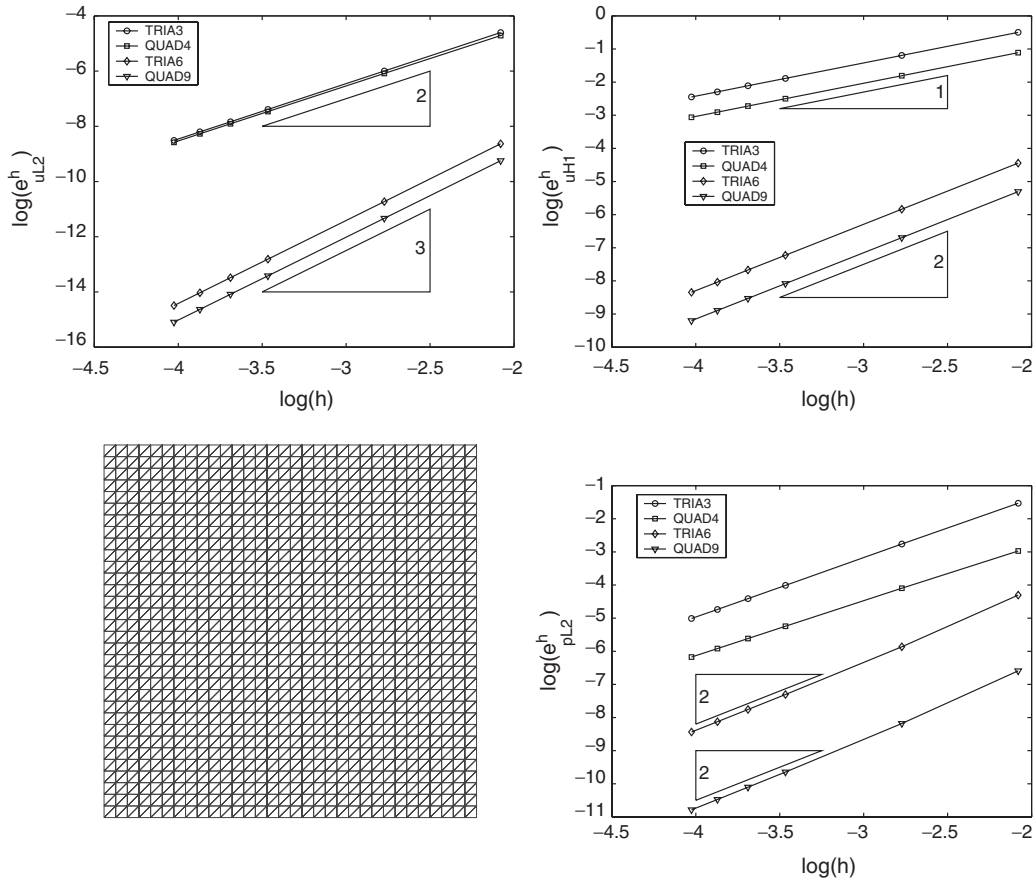 −4
−6
−8
−10
−12
−14
−16
log(e^h_uL2)
TRIA3
QUAD4
TRIA6
QUAD9
2
3
−4.5 −4 −3.5 −3 −2.5 −2
log(h)
0
−1
−2
−3
−4
−5
−6
−7
−8
−9
−10
log(e^h_uH1)
1
TRIA3
QUAD4
TRIA6
QUAD9
2
−4.5 −4 −3.5 −3 −2.5 −2
log(h)
−1
−2
−3
−4
−5
−6
−7
−8
−9
−10
−11
log(e^h_pL2)
TRIA3
QUAD4
TRIA6
QUAD9
2
2
−4.5 −4 −3.5 −3 −2.5 −2
log(h)